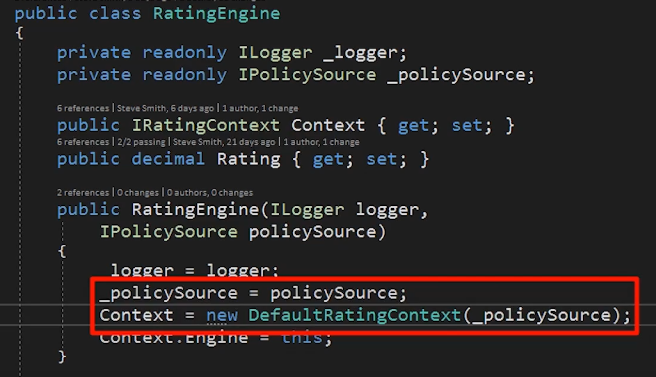 public class RatingEngine
{
private readonly ILogger _logger;
private readonly IPolicySource _policySource;
6 references | Steve Smith, 6 days ago | 1 author, 1 change
public IRatingContext Context { get; set; }
6 references | 2/2 passing | Steve Smith, 21 days ago | 1 author, 1 change
public decimal Rating { get; set; }
2 references | 0 changes | 0 authors, 0 changes
public RatingEngine(ILogger logger,
IPolicySource policySource)
{
_logger = logger;
_policySource = policySource;
Context = new DefaultRatingContext(_policySource);
Context.Engine = this;
}